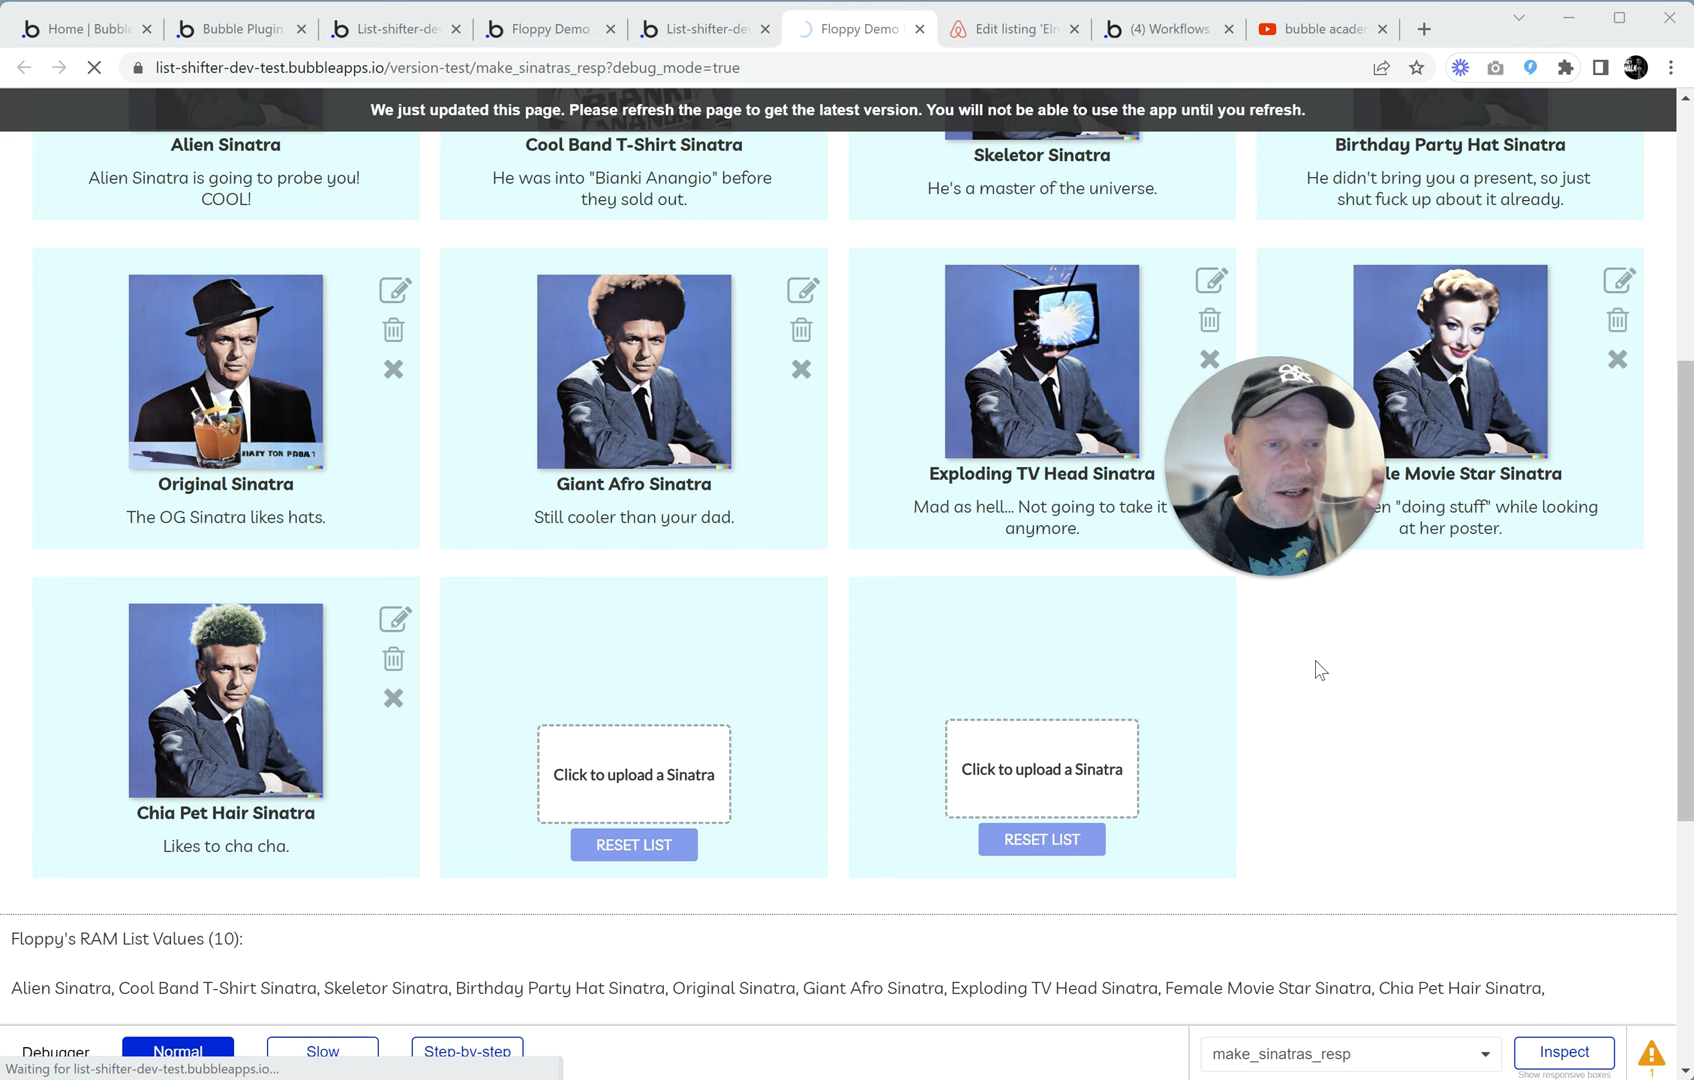 Home | Bubble
Bubble Plugin
List-shifter-de
Floppy Demo
List-shifter-de
Floppy Demo
Edit listing 'Elr
(4) Workflows
bubble acader
list-shifter-dev-test.bubbleapps.io/version-test/make_sinatras_resp?debug_mode=true
We just updated this page. Please refresh the page to get the latest version. You will not be able to use the app until you refresh.
Alien Sinatra
Alien Sinatra is going to probe you!
COOL!
Cool Band T-Shirt Sinatra
He was into "Bianki Anangio" before
they sold out.
Skeletor Sinatra
He's a master of the universe.
Birthday Party Hat Sinatra
He didn't bring you a present, so just
shut fuck up about it already.
Original Sinatra
The OG Sinatra likes hats.
Giant Afro Sinatra
Still cooler than your dad.
Exploding TV Head Sinatra
Mad as hell... Not going to take it
anymore.
le Movie Star Sinatra
en "doing stuff" while looking
at her poster.
Chia Pet Hair Sinatra
Likes to cha cha.
Click to upload a Sinatra
RESET LIST
Click to upload a Sinatra
RESET LIST
Floppy's RAM List Values (10):
Alien Sinatra, Cool Band T-Shirt Sinatra, Skeletor Sinatra, Birthday Party Hat Sinatra, Original Sinatra, Giant Afro Sinatra, Exploding TV Head Sinatra, Female Movie Star Sinatra, Chia Pet Hair Sinatra,
Debugger
Normal
Slow
Step-by-step
make_sinatras_resp
Inspect
Show responsive boxes
1
Waiting for list-shifter-dev-test.bubbleapps.io...